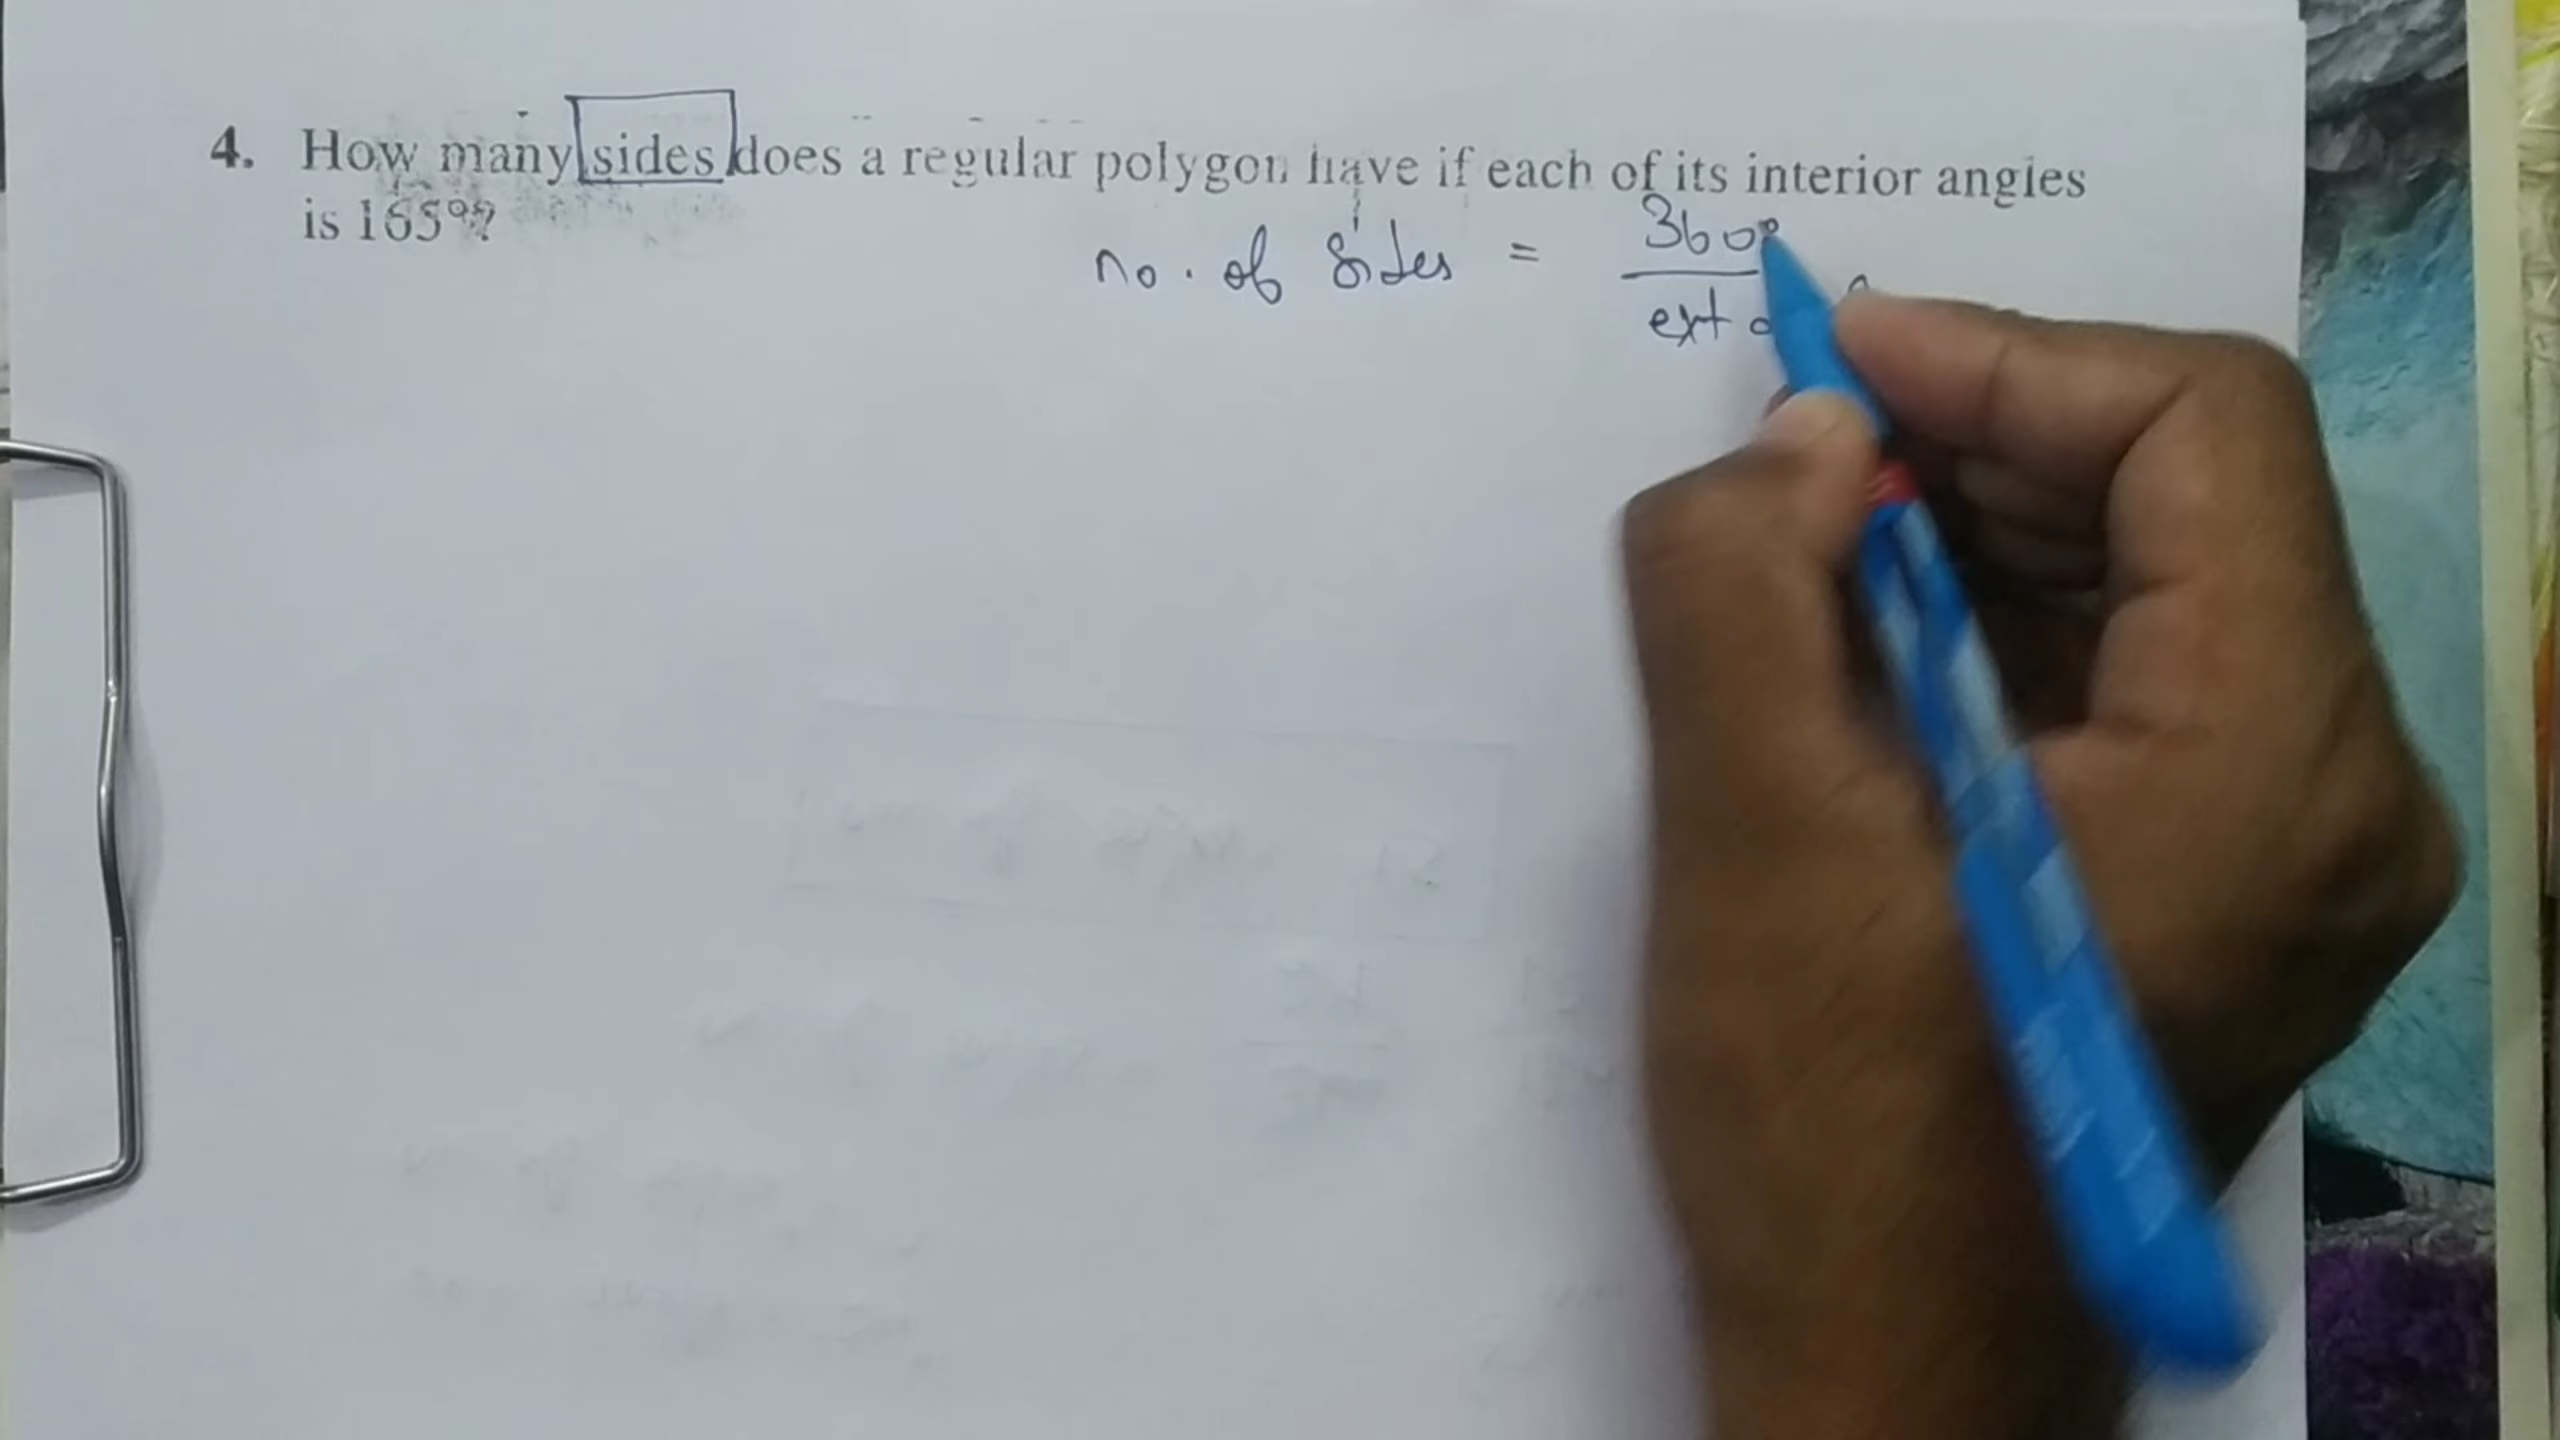 4. How many sides does a regular polygon have if each of its interior angles
is 165°?
no. of sides = 360°
ext